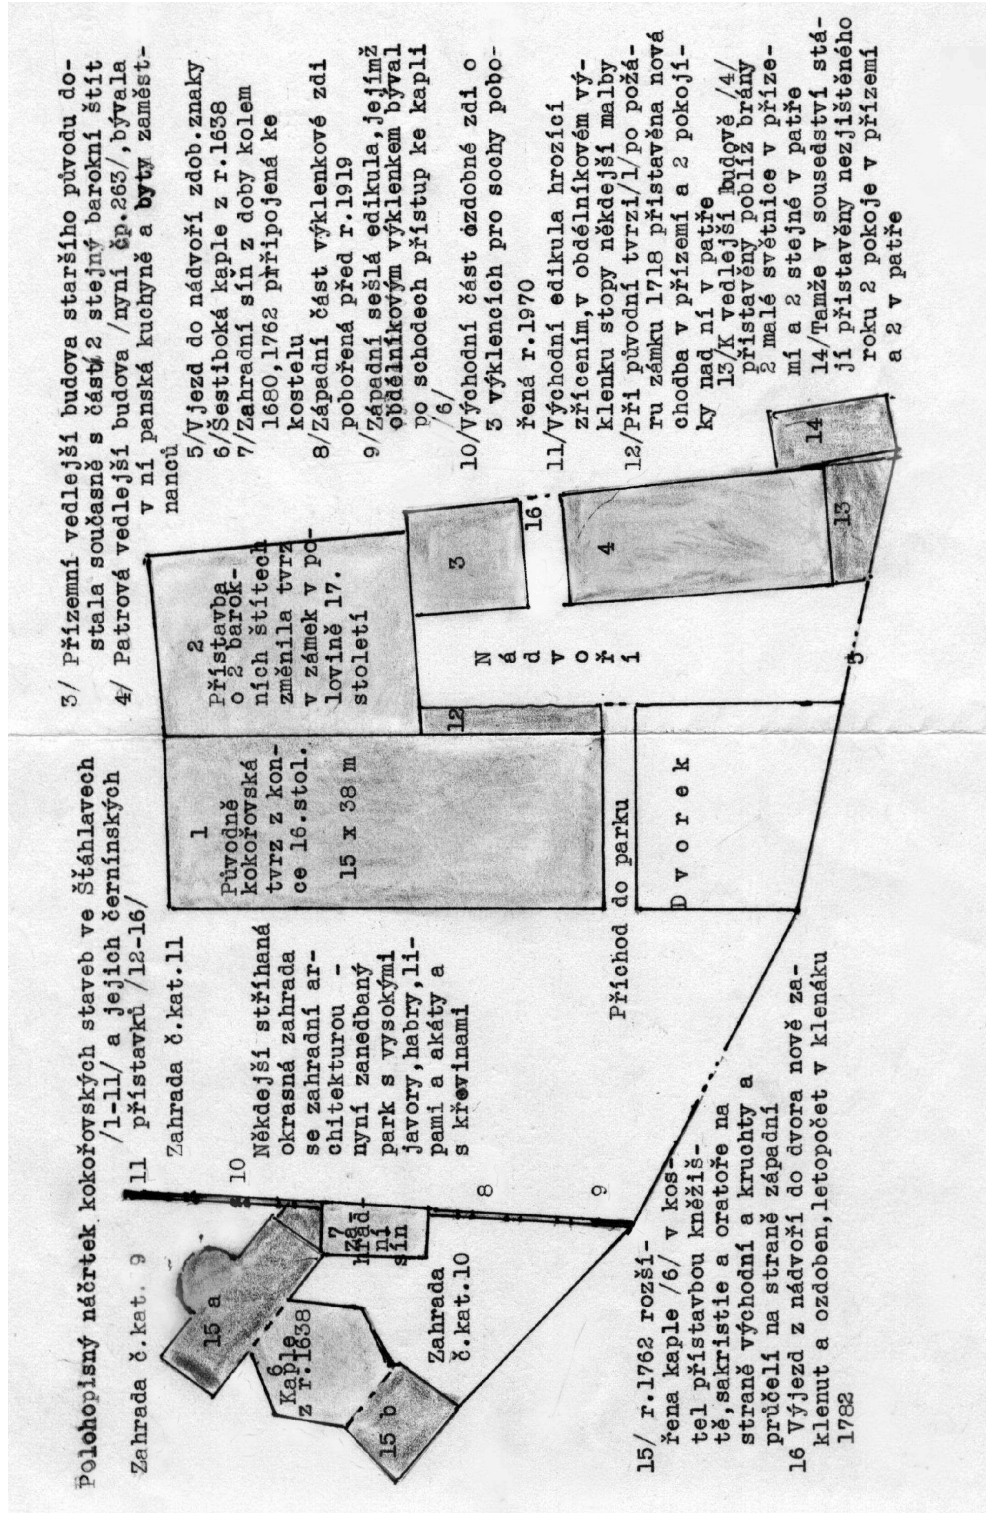 Polohopisný náčrtek kokořovských staveb ve Šťáhlavech
/1-11/ a jejich černínských
přístavků /12-16/
Zahrada č.kat. 9
11
Zahrada č.kat.11
10
Někdejší stříhaná
okrasná zahrada
se zahradní ar-
chitekturou -
nyní zanedbaný
park s vysokými
javory,habry,li-
pami a akáty a
s křovinami
15 a
6
Kaple
z r.1638
7
za-
hrad
ní
síň
15 b
Zahrada
č.kat.10
8
9
Příchod do parku
1
Původně
kokořovská
tvrz z kon-
ce 16.stol.
15 x 38 m
2
Přístavba
o 2 barok-
ních štítech
změnila tvrz
v zámek v po-
lovině 17.
století
12
N
á
d
v
o
ř
í
D v o r e k
3
16
4
13
14
5
3/ Přízemní vedlejší budova staršího původu do-
stala současně s částí 2 stejný barokní štít
4/ Patrová vedlejší budova /nyní čp.263/,bývala
v ní panská kuchyně a byty zaměst-
nanců
5/Vjezd do nádvoří zdob.znaky
6/Šestiboká kaple z r.1638
7/Zahradní síň z doby kolem
1680,1762 připojená ke
kostelu
8/Západní část výklenkové zdi
pobořená před r.1919
9/Západní sešlá edikula,jejímž
obdélníkovým výklenkem býval
po schodech přístup ke kapli
/6/
10/Východní část ozdobné zdi o
3 výklencích pro sochy pobo-
řená r.1970
11/Východní edikula hrozící
zřícením,v obdélníkovém vý-
klenku stopy někdejší malby
12/Při původní tvrzi/1/po požá-
ru zámku 1718 přistavěna nová
chodba v přízemí a 2 pokojí-
ky nad ní v patře
13/K vedlejší budově /4/
přistavěny poblíž brány
2 malé světnice v příze-
mí a 2 stejné v patře
14/Tamže v sousedství stá-
jí přistavěny nezjištěného
roku 2 pokoje v přízemí
a 2 v patře
15/ r.1762 rozší-
řena kaple /6/ v kos-
tel přístavbou kněžiš-
tě,sakristie a oratoře na
straně východní a kruchty a
průčelí na straně západní
16 Výjezd z nádvoří do dvora nově za-
klenut a ozdoben,letopočet v klenáku
1782